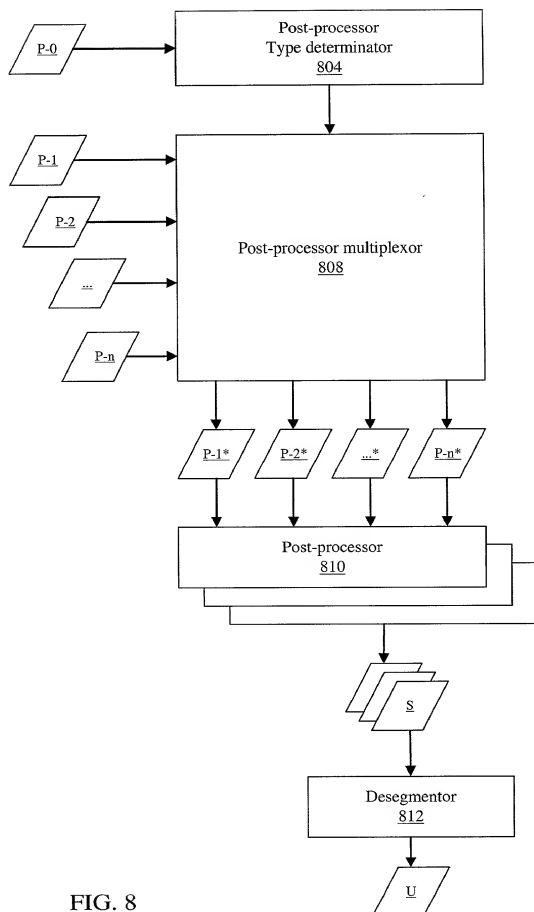 P-0
Post-processor
Type determinator
804
P-1
P-2
...
P-n
Post-processor multiplexor
808
P-1*
P-2*
...*
P-n*
Post-processor
810
S
Desegmentor
812
U
FIG. 8